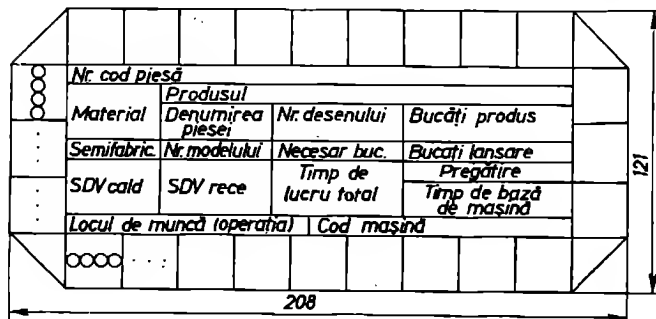 Nr. cod piesă
Produsul
Material
Denumirea piesei
Nr. desenului
Bucăți produs
Semifabric.
Nr. modelului
Necesar buc.
Bucăți lansare
SDV cald
SDV rece
Timp de lucru total
Pregătire
Timp de bază de mașină
Locul de muncă (operația)
Cod mașină
208
121